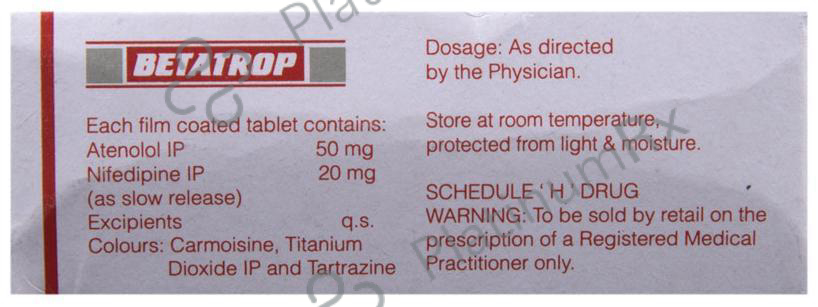 BETATROP
Each film coated tablet contains:
Atenolol IP 50 mg
Nifedipine IP 20 mg
(as slow release)
Excipients q.s.
Colours: Carmoisine, Titanium
Dioxide IP and Tartrazine
Dosage: As directed
by the Physician.
Store at room temperature,
protected from light & moisture.
SCHEDULE ' H ' DRUG
WARNING: To be sold by retail on the
prescription of a Registered Medical
Practitioner only.
PlatinumRx